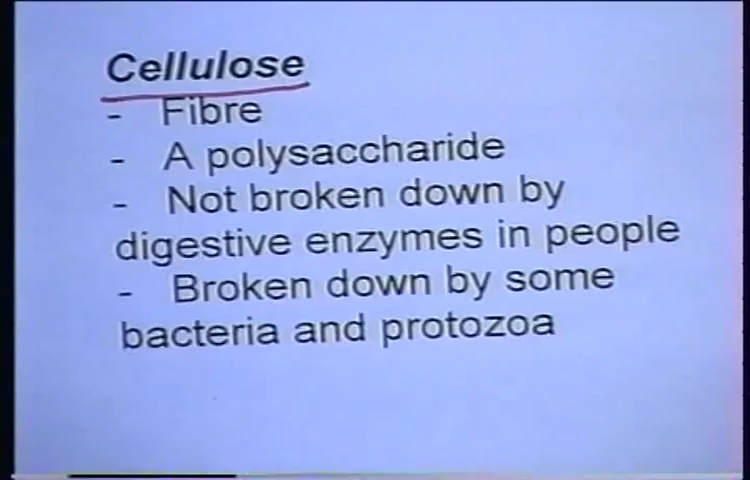 Cellulose
- Fibre
- A polysaccharide
- Not broken down by
digestive enzymes in people
- Broken down by some
bacteria and protozoa